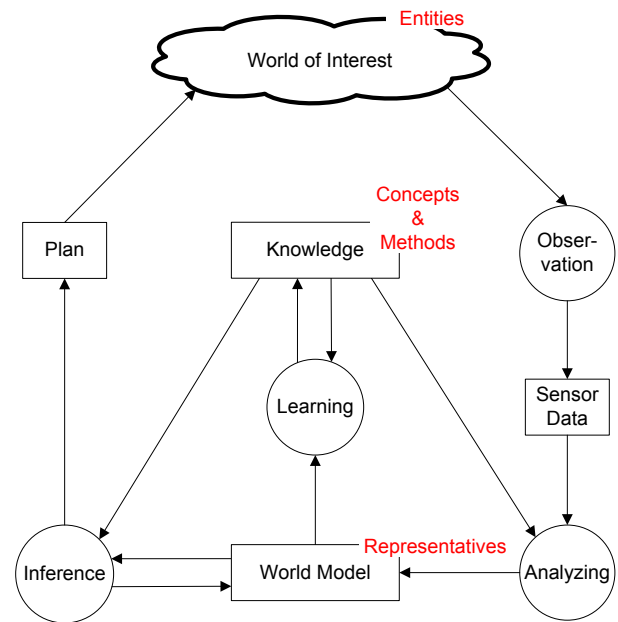 Entities
World of Interest
Concepts
&
Methods
Plan
Knowledge
Obser-
vation
Learning
Sensor
Data
Representatives
Inference
World Model
Analyzing